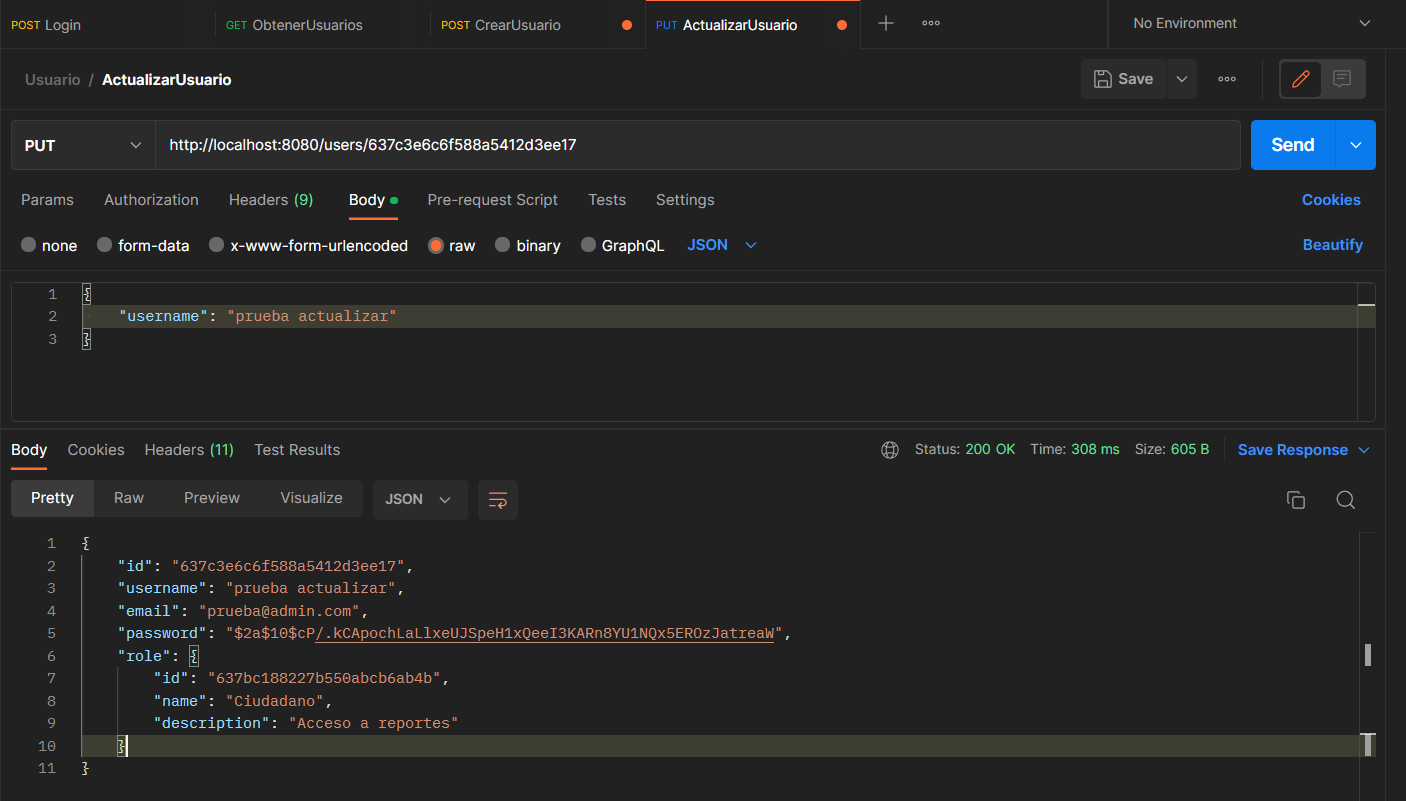 POST Login GET ObtenerUsuarios POST CrearUsuario PUT ActualizarUsuario No Environment
Usuario / ActualizarUsuario Save
PUT http://localhost:8080/users/637c3e6c6f588a5412d3ee17 Send
Params Authorization Headers (9) Body Pre-request Script Tests Settings Cookies
none form-data x-www-form-urlencoded raw binary GraphQL JSON Beautify
1 {
2 "username": "prueba actualizar"
3 }
Body Cookies Headers (11) Test Results Status: 200 OK Time: 308 ms Size: 605 B Save Response
Pretty Raw Preview Visualize JSON
1 {
2 "id": "637c3e6c6f588a5412d3ee17",
3 "username": "prueba actualizar",
4 "email": "prueba@admin.com",
5 "password": "$2a$10$cP/.kCApochLaLlxeUJSpeH1xQeeI3KARn8YU1NQx5EROzJatreaW",
6 "role": {
7 "id": "637bc188227b550abcb6ab4b",
8 "name": "Ciudadano",
9 "description": "Acceso a reportes"
10 }
11 }